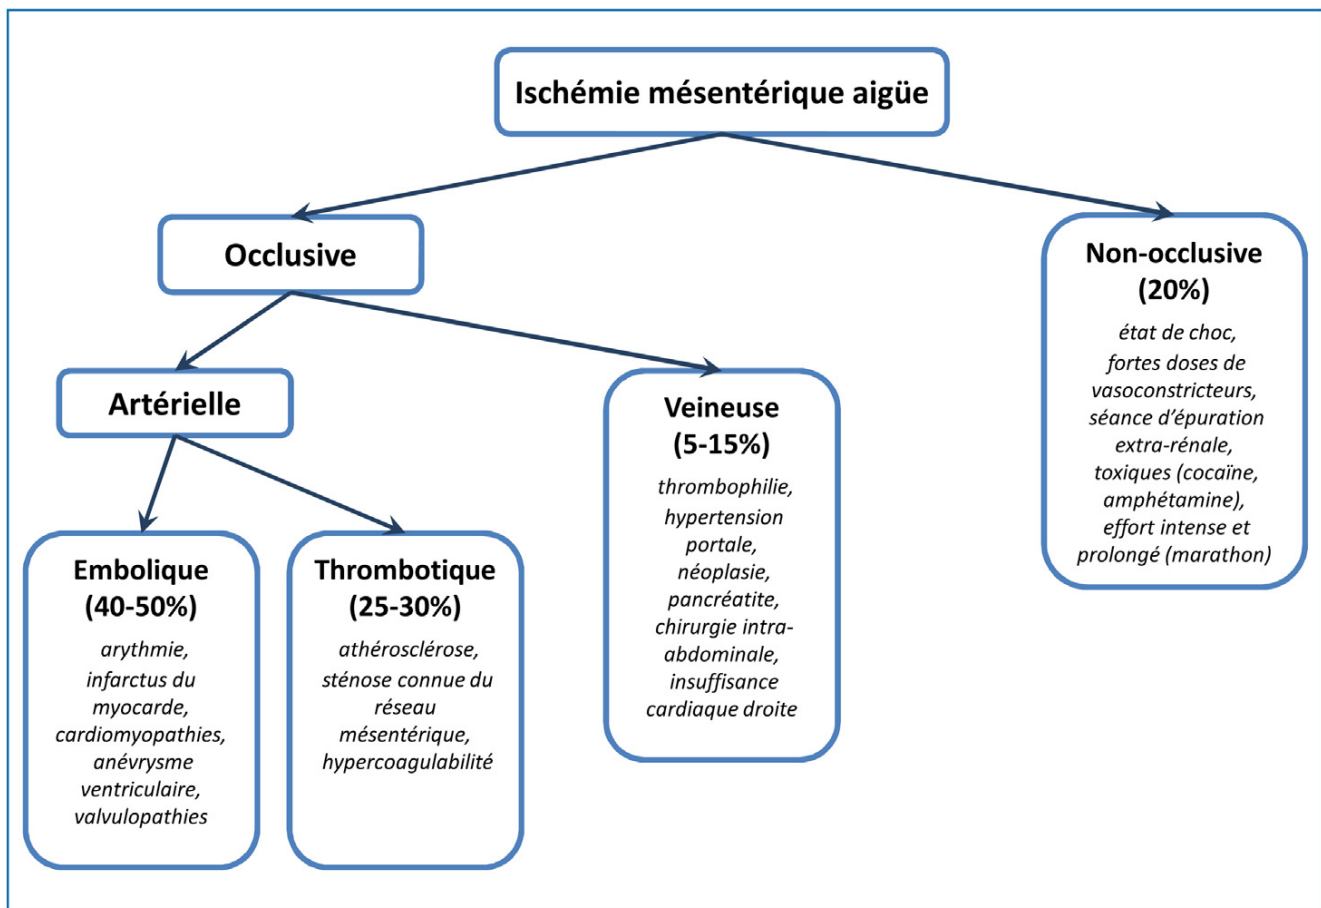 Ischémie mésentérique aigüe
Occlusive
Non-occlusive
(20%)
état de choc,
fortes doses de
vasoconstricteurs,
séance d’épuration
extra-rénale,
toxiques (cocaïne,
amphétamine),
effort intense et
prolongé (marathon)
Artérielle
Veineuse
(5-15%)
thrombophilie,
hypertension
portale,
néoplasie,
pancréatite,
chirurgie intra-
abdominale,
insuffisance
cardiaque droite
Embolique
(40-50%)
arythmie,
infarctus du
myocarde,
cardiomyopathies,
anévrysme
ventriculaire,
valvulopathies
Thrombotique
(25-30%)
athérosclérose,
sténose connue du
réseau
mésentérique,
hypercoagulabilité